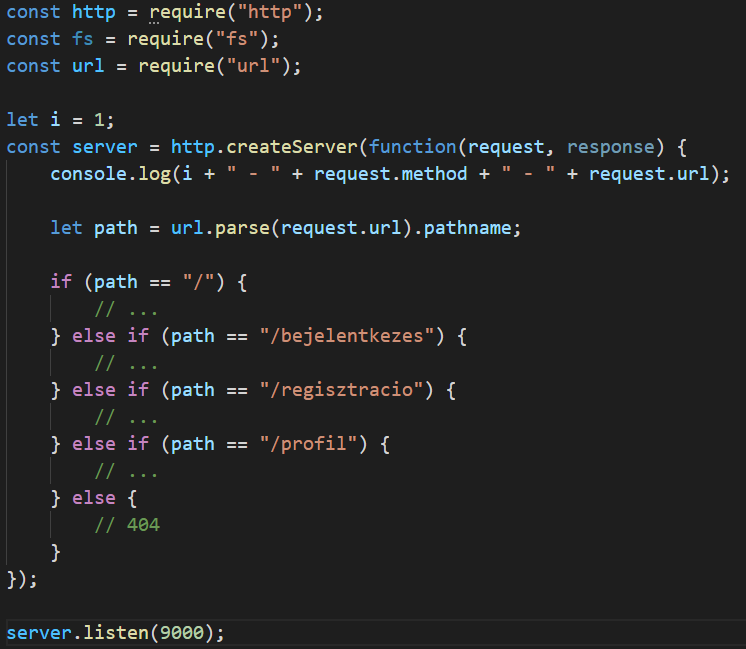 const http = require("http");
const fs = require("fs");
const url = require("url");

let i = 1;
const server = http.createServer(function(request, response) {
    console.log(i + " - " + request.method + " - " + request.url);

    let path = url.parse(request.url).pathname;

    if (path == "/") {
        // ...
    } else if (path == "/bejelentkezes") {
        // ...
    } else if (path == "/regisztracio") {
        // ...
    } else if (path == "/profil") {
        // ...
    } else {
        // 404
    }
});

server.listen(9000);